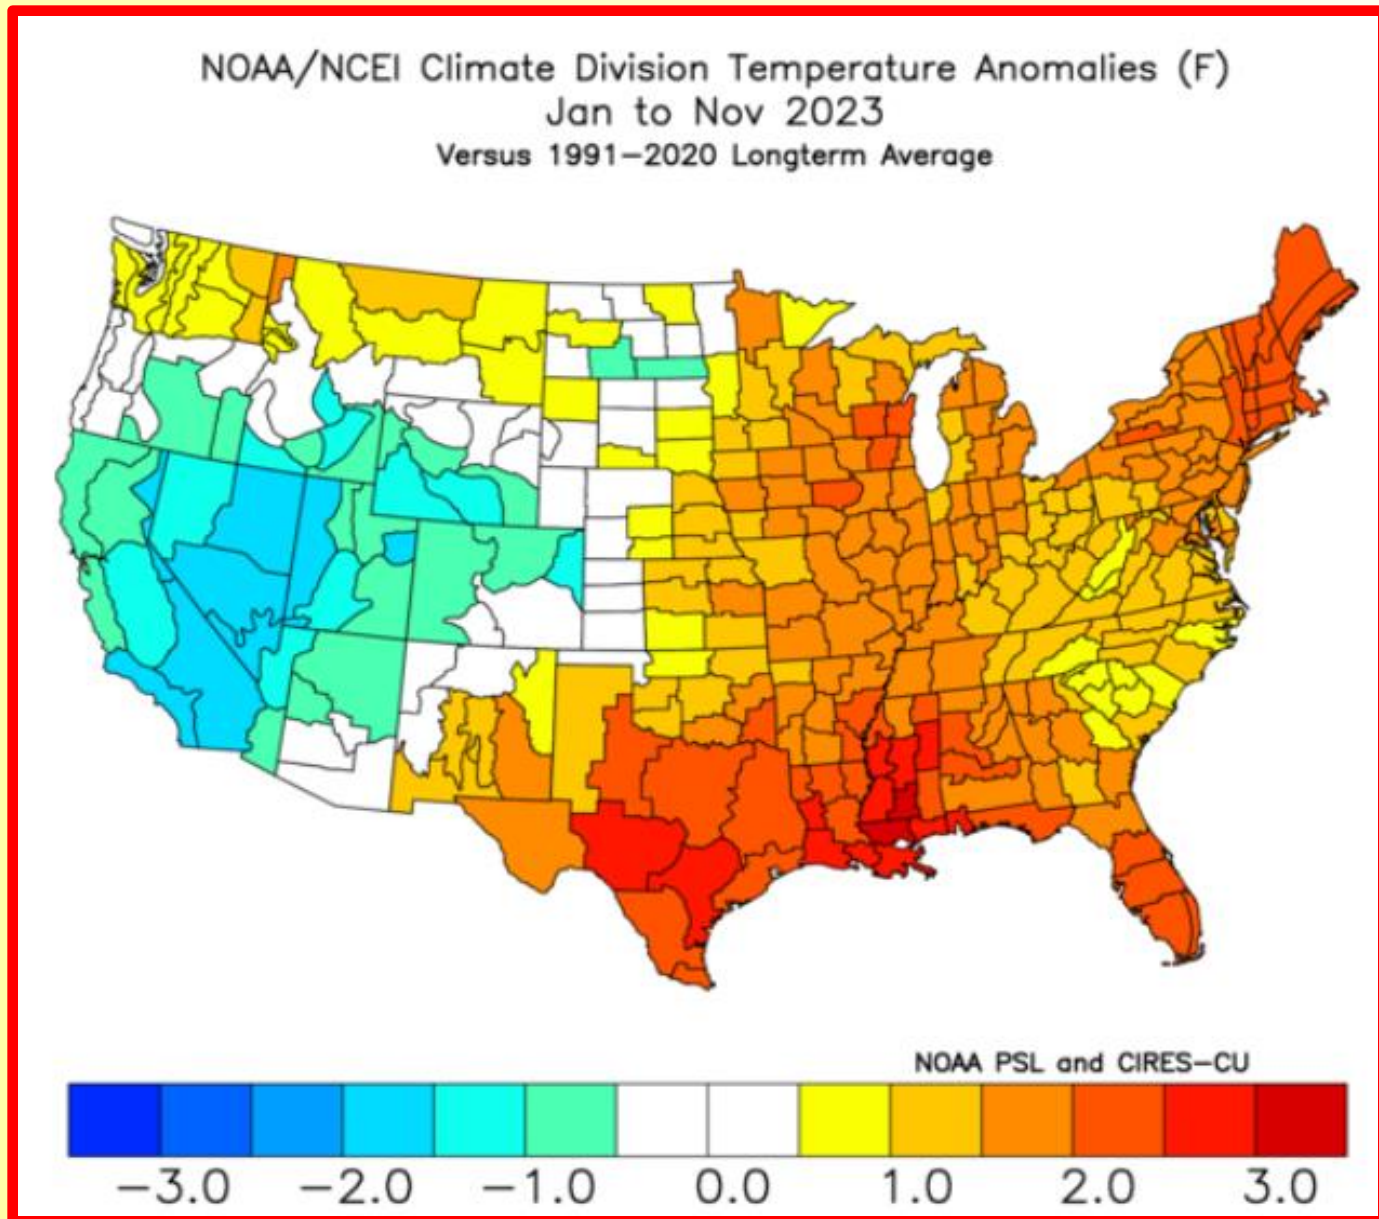 NOAA/NCEI Climate Division Temperature Anomalies (F)
Jan to Nov 2023
Versus 1991−2020 Longterm Average
NOAA PSL and CIRES−CU
−3.0 −2.0 −1.0 0.0 1.0 2.0 3.0